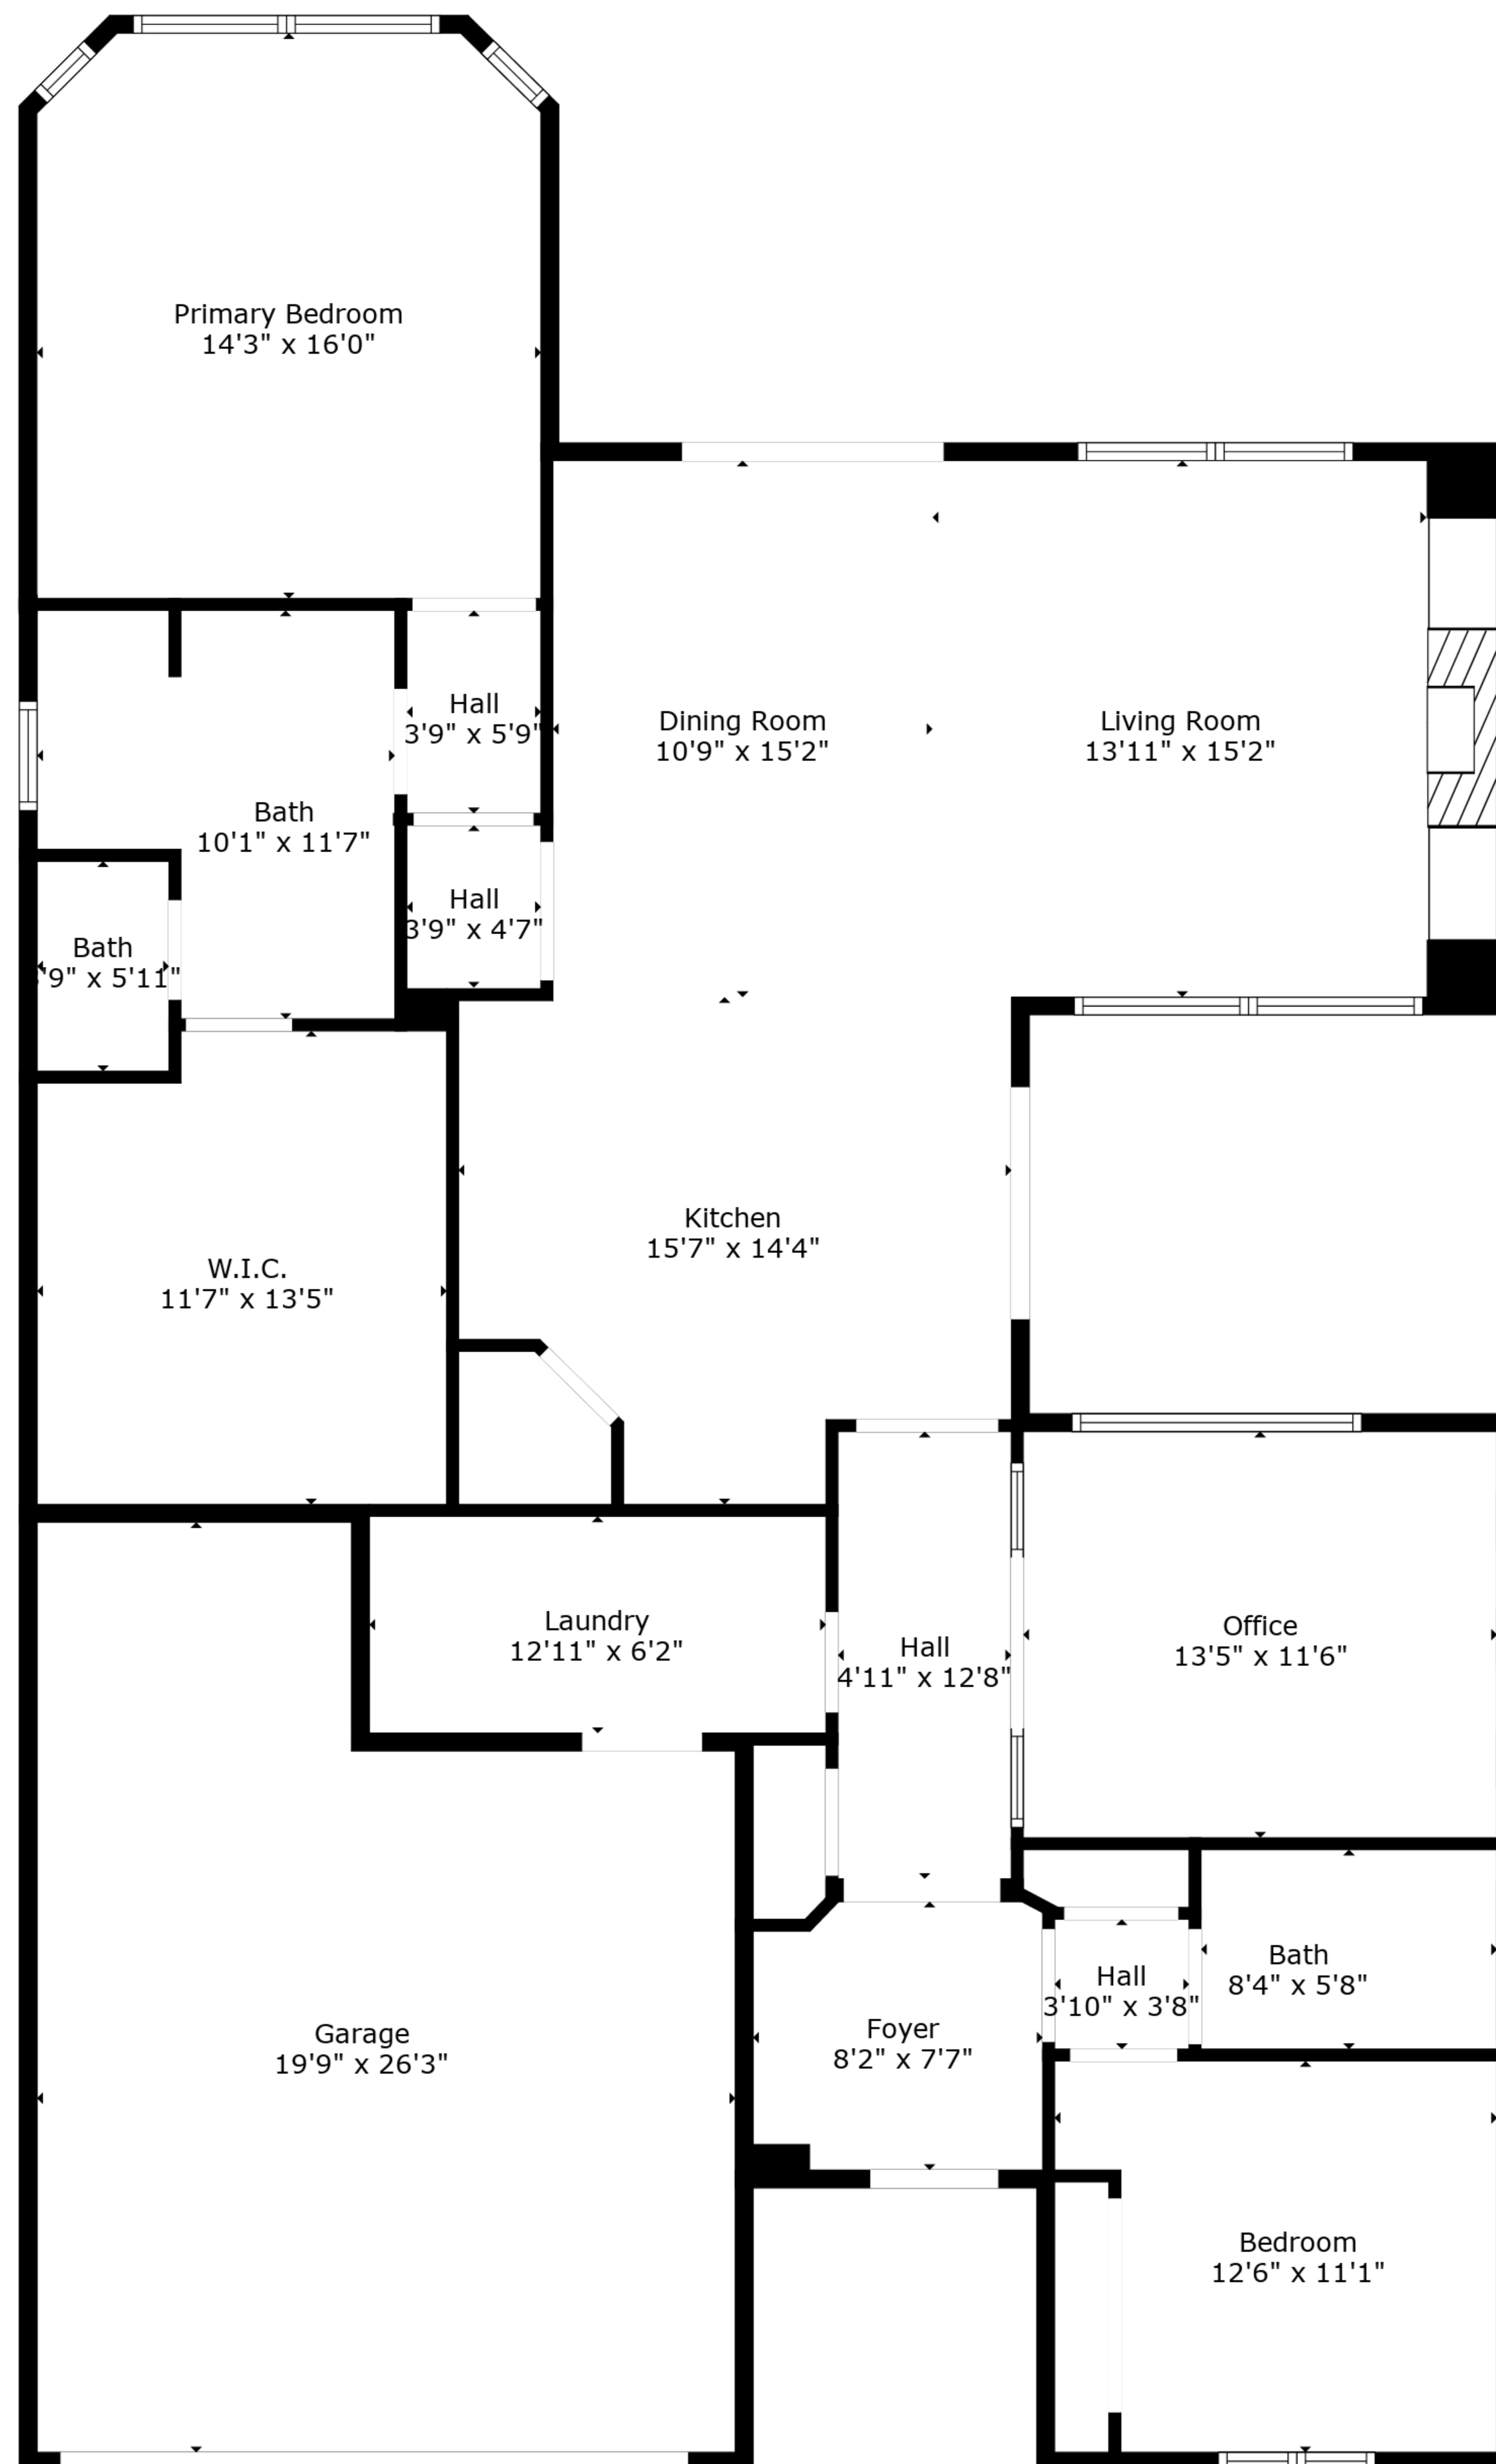 Primary Bedroom
14'3" x 16'0"
Hall
3'9" x 5'9"
Dining Room
10'9" x 15'2"
Living Room
13'11" x 15'2"
Bath
10'1" x 11'7"
Hall
3'9" x 4'7"
Bath
'9" x 5'11"
Kitchen
15'7" x 14'4"
W.I.C.
11'7" x 13'5"
Laundry
12'11" x 6'2"
Hall
4'11" x 12'8"
Office
13'5" x 11'6"
Bath
8'4" x 5'8"
Hall
3'10" x 3'8"
Foyer
8'2" x 7'7"
Garage
19'9" x 26'3"
Bedroom
12'6" x 11'1"